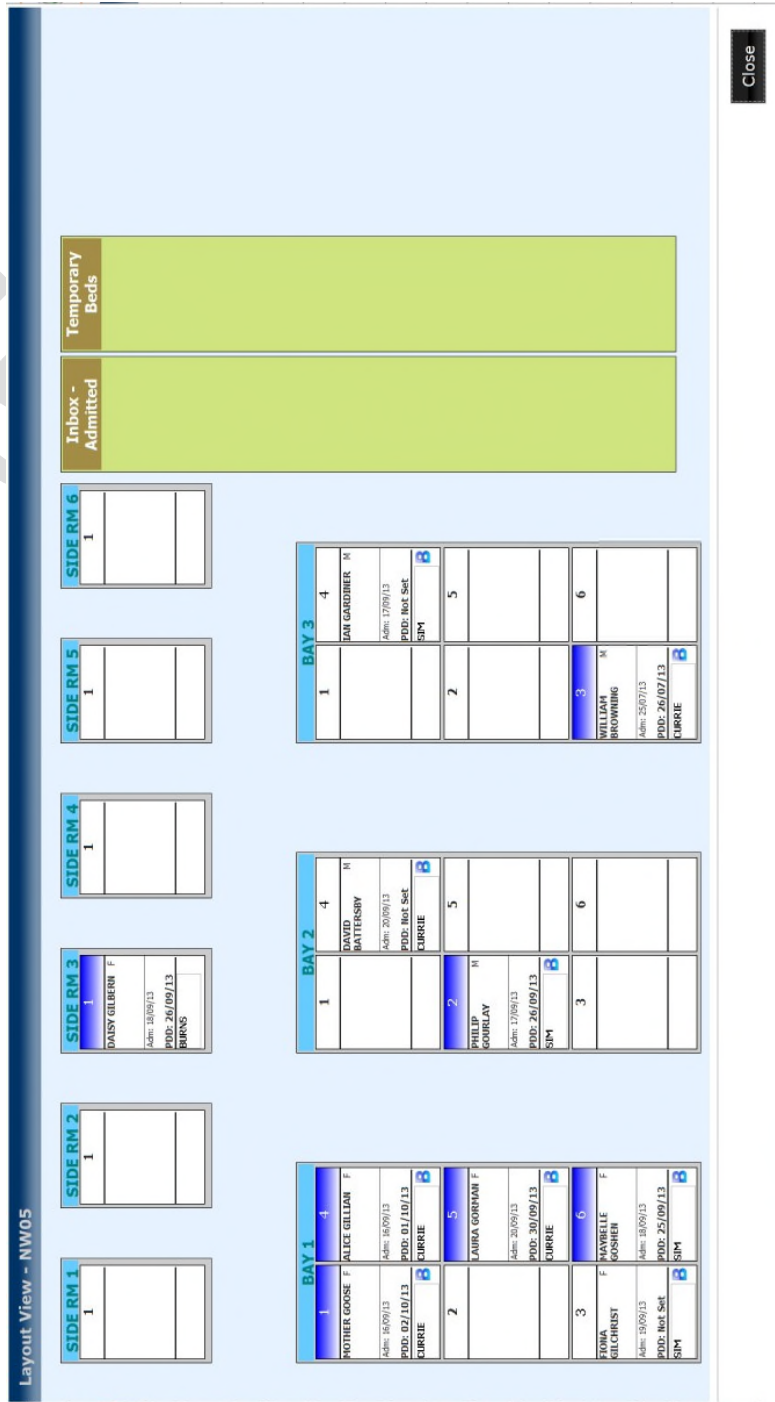 Layout View - NW05
SIDE RM 1
1
SIDE RM 2
1
SIDE RM 3
1
DAISY GILBERN F
Adm: 18/09/13
PDD: 26/09/13
BURNS
SIDE RM 4
1
SIDE RM 5
1
SIDE RM 6
1
Inbox -
Admitted
Temporary
Beds
BAY 1
1
MOTHER GOOSE F
Adm: 16/09/13
PDD: 02/10/13
CURRIE
B
4
ALICE GILLIAN F
Adm: 16/09/13
PDD: 01/10/13
CURRIE
B
2
5
LAURA GORMAN F
Adm: 20/09/13
PDD: 30/09/13
CURRIE
B
3
FIONA F
GILCHRIST
Adm: 19/09/13
PDD: Not Set
SIM
B
6
MAYBELLE F
GOSHEN
Adm: 18/09/13
PDD: 25/09/13
SIM
B
BAY 2
1
4
DAVID M
BATTERSBY
Adm: 20/09/13
PDD: Not Set
CURRIE
B
2
PHILIP M
GOURLAY
Adm: 17/09/13
PDD: 26/09/13
SIM
B
5
3
6
BAY 3
1
4
IAN GARDINER M
Adm: 17/09/13
PDD: Not Set
SIM
B
2
5
3
WILLIAM M
BROWNING
Adm: 25/07/13
PDD: 26/07/13
CURRIE
B
6
Close